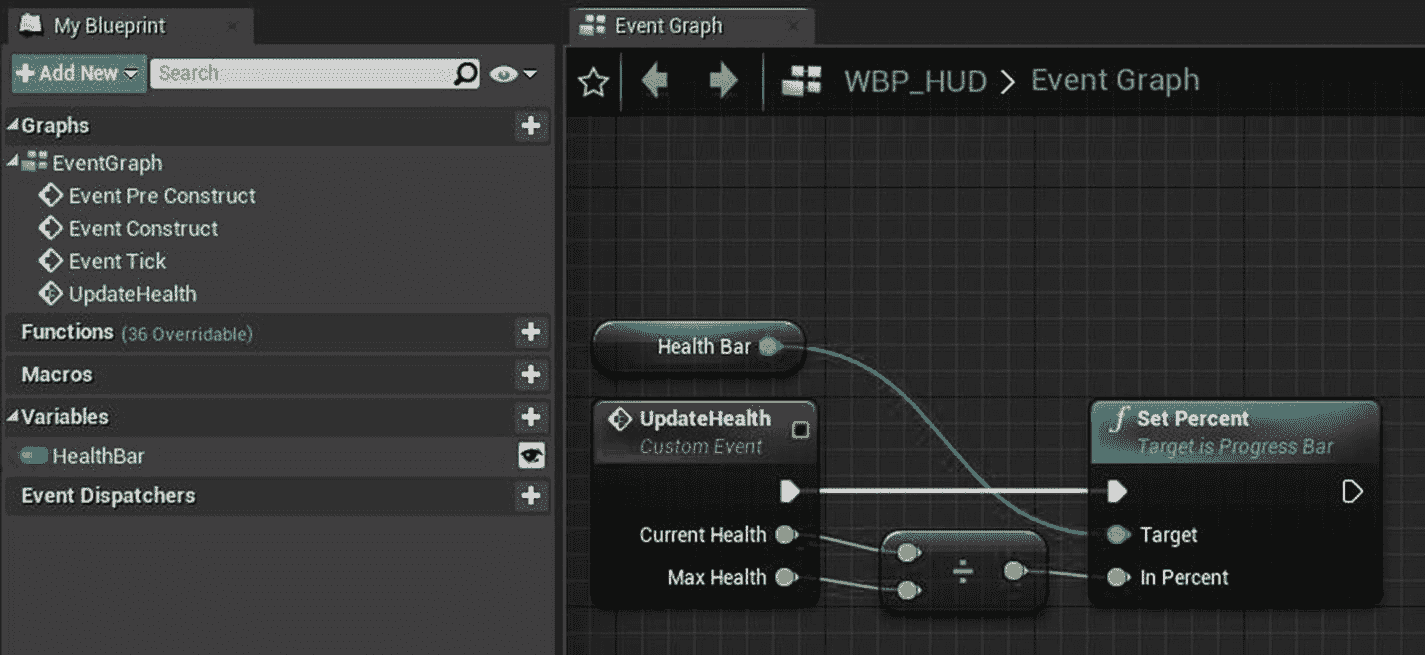 My Blueprint
Add New
Search
Graphs
EventGraph
Event Pre Construct
Event Construct
Event Tick
UpdateHealth
Functions (36 Overridable)
Macros
Variables
HealthBar
Event Dispatchers
Event Graph
WBP_HUD > Event Graph
Health Bar
UpdateHealth
Custom Event
Current Health
Max Health
÷
f Set Percent
Target is Progress Bar
Target
In Percent